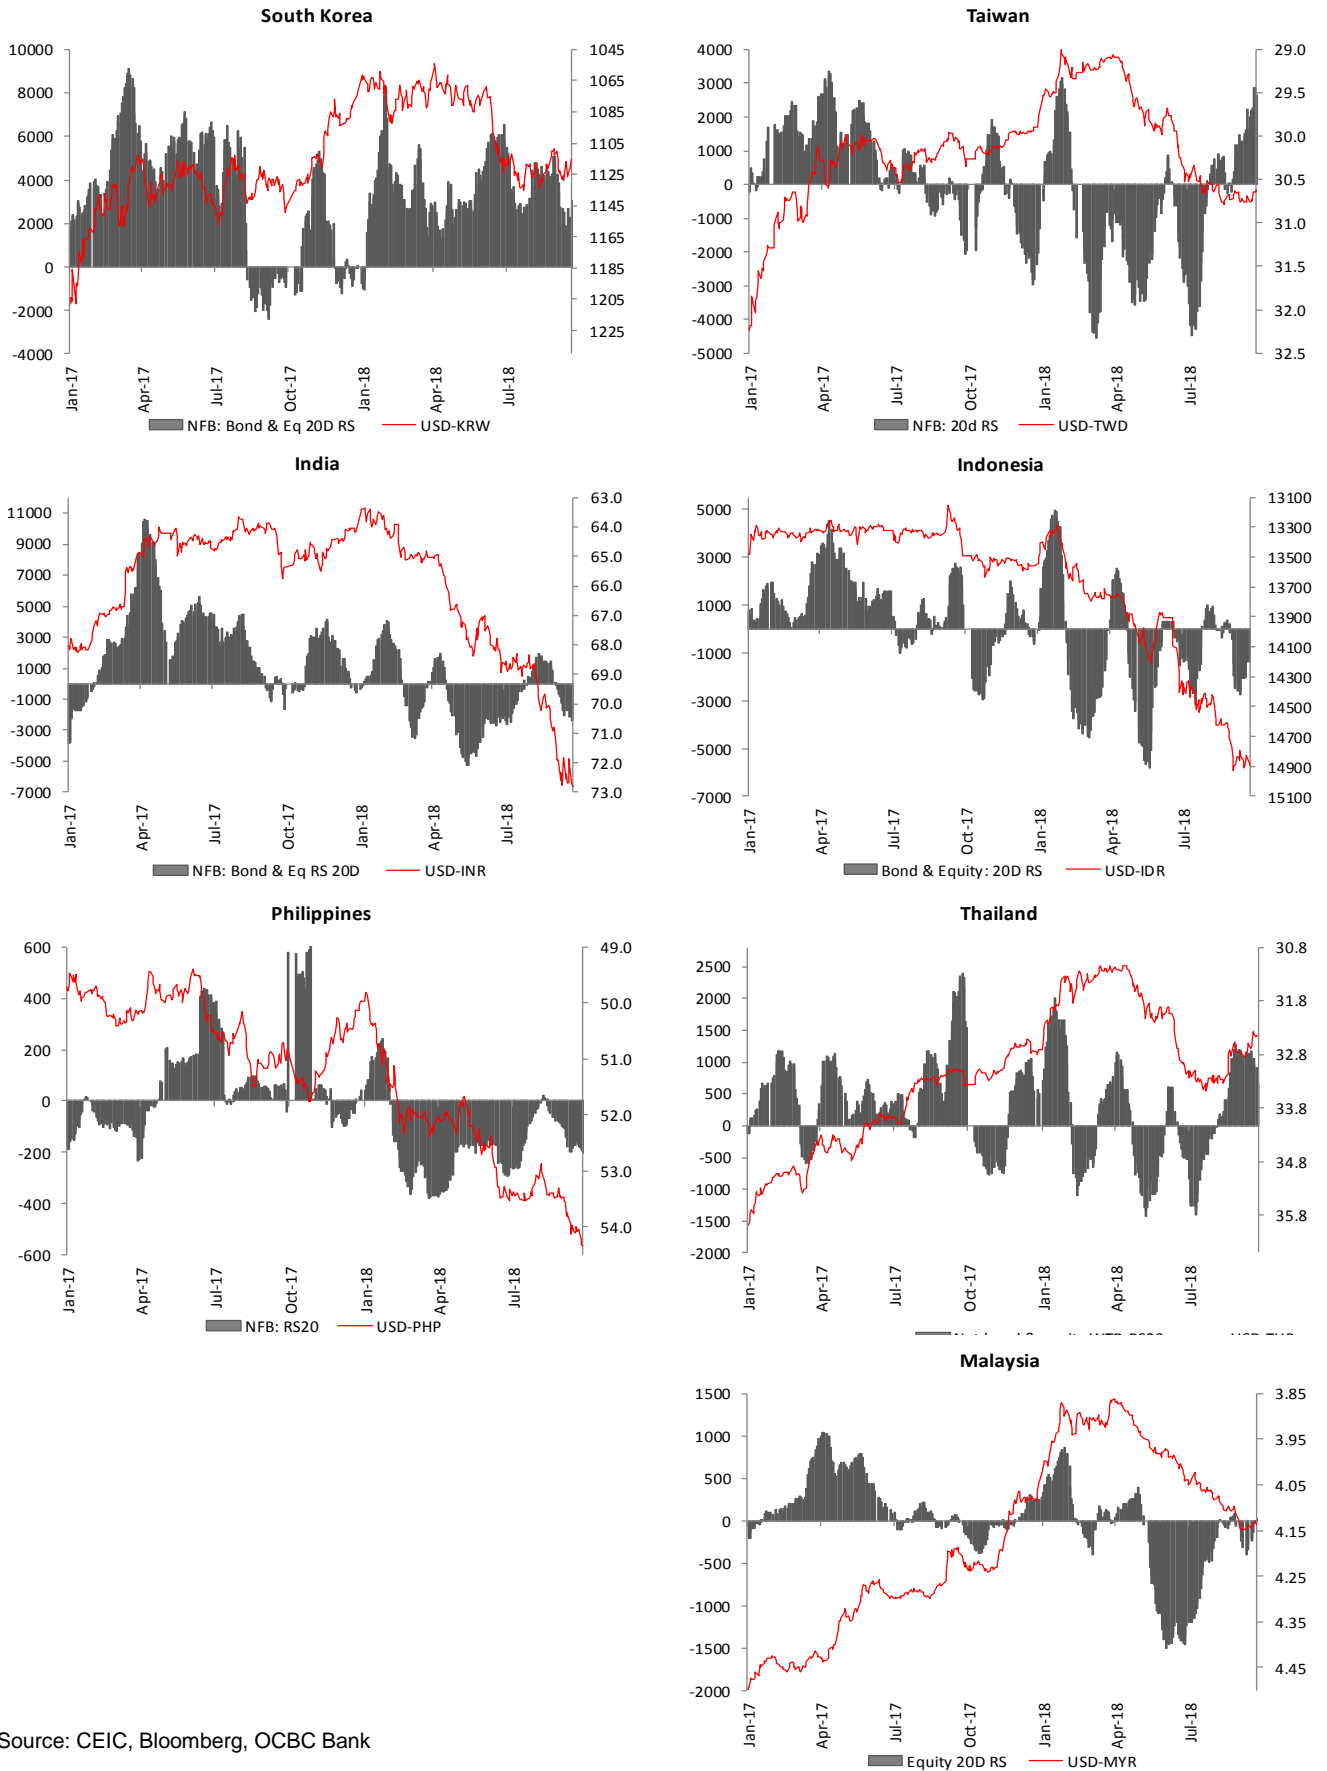 South Korea
10000
8000
6000
4000
2000
0
-2000
-4000
1045
1065
1085
1105
1125
1145
1165
1185
1205
1225
Jan-17
Apr-17
Jul-17
Oct-17
Jan-18
Apr-18
Jul-18
NFB: Bond & Eq 20D RS USD-KRW
Taiwan
4000
3000
2000
1000
0
-1000
-2000
-3000
-4000
-5000
29.0
29.5
30.0
30.5
31.0
31.5
32.0
32.5
Jan-17
Apr-17
Jul-17
Oct-17
Jan-18
Apr-18
Jul-18
NFB: 20d RS USD-TWD
India
11000
9000
7000
5000
3000
1000
-1000
-3000
-5000
-7000
63.0
64.0
65.0
66.0
67.0
68.0
69.0
70.0
71.0
72.0
73.0
Jan-17
Apr-17
Jul-17
Oct-17
Jan-18
Apr-18
Jul-18
NFB: Bond & Eq RS 20D USD-INR
Indonesia
5000
3000
1000
-1000
-3000
-5000
-7000
13100
13300
13500
13700
13900
14100
14300
14500
14700
14900
15100
Jan-17
Apr-17
Jul-17
Oct-17
Jan-18
Apr-18
Jul-18
Bond & Equity: 20D RS USD-IDR
Philippines
600
400
200
0
-200
-400
-600
49.0
50.0
51.0
52.0
53.0
54.0
Jan-17
Apr-17
Jul-17
Oct-17
Jan-18
Apr-18
Jul-18
NFB: RS20 USD-PHP
Thailand
2500
2000
1500
1000
500
0
-500
-1000
-1500
-2000
30.8
31.8
32.8
33.8
34.8
35.8
Jan-17
Apr-17
Jul-17
Oct-17
Jan-18
Apr-18
Jul-18
Malaysia
1500
1000
500
0
-500
-1000
-1500
-2000
3.85
3.95
4.05
4.15
4.25
4.35
4.45
Jan-17
Apr-17
Jul-17
Oct-17
Jan-18
Apr-18
Jul-18
Equity 20D RS USD-MYR
Source: CEIC, Bloomberg, OCBC Bank